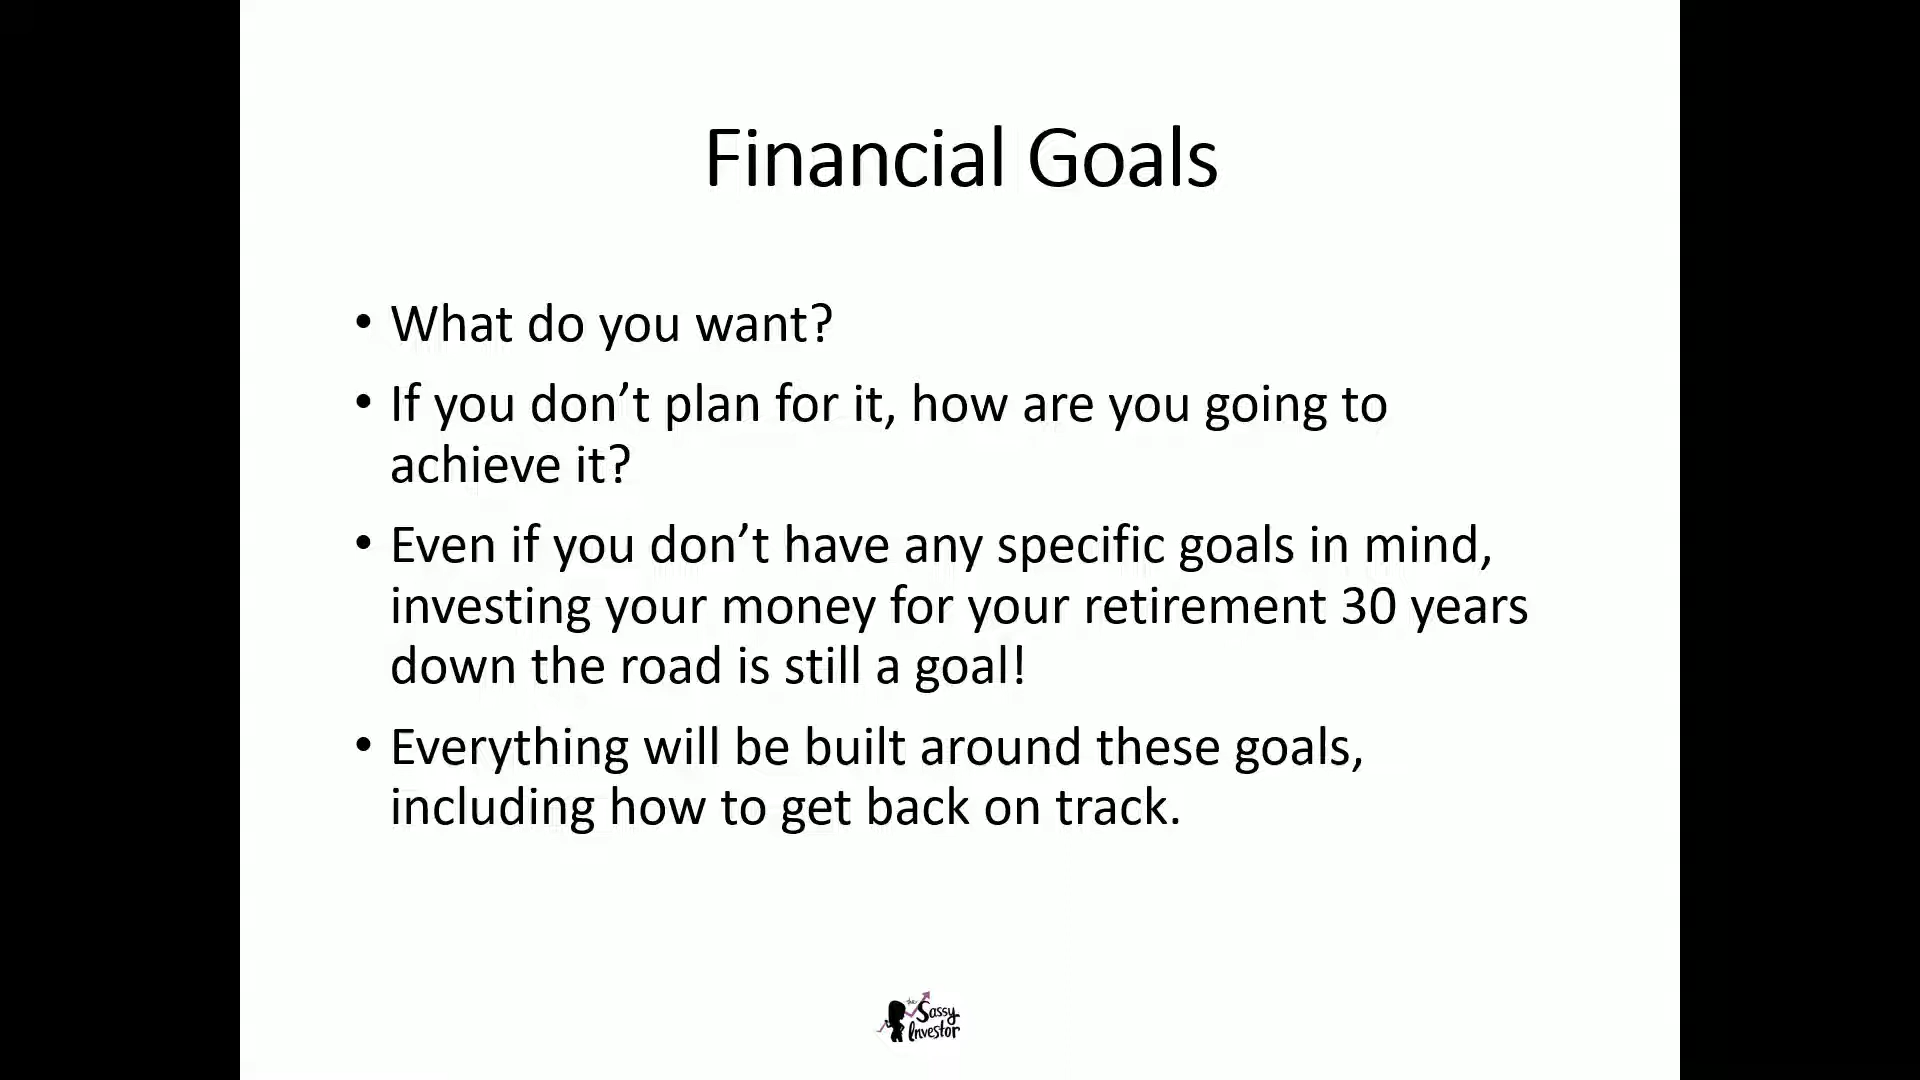 Financial Goals
• What do you want?
• If you don’t plan for it, how are you going to
achieve it?
• Even if you don’t have any specific goals in mind,
investing your money for your retirement 30 years
down the road is still a goal!
• Everything will be built around these goals,
including how to get back on track.
the
Sassy
Investor